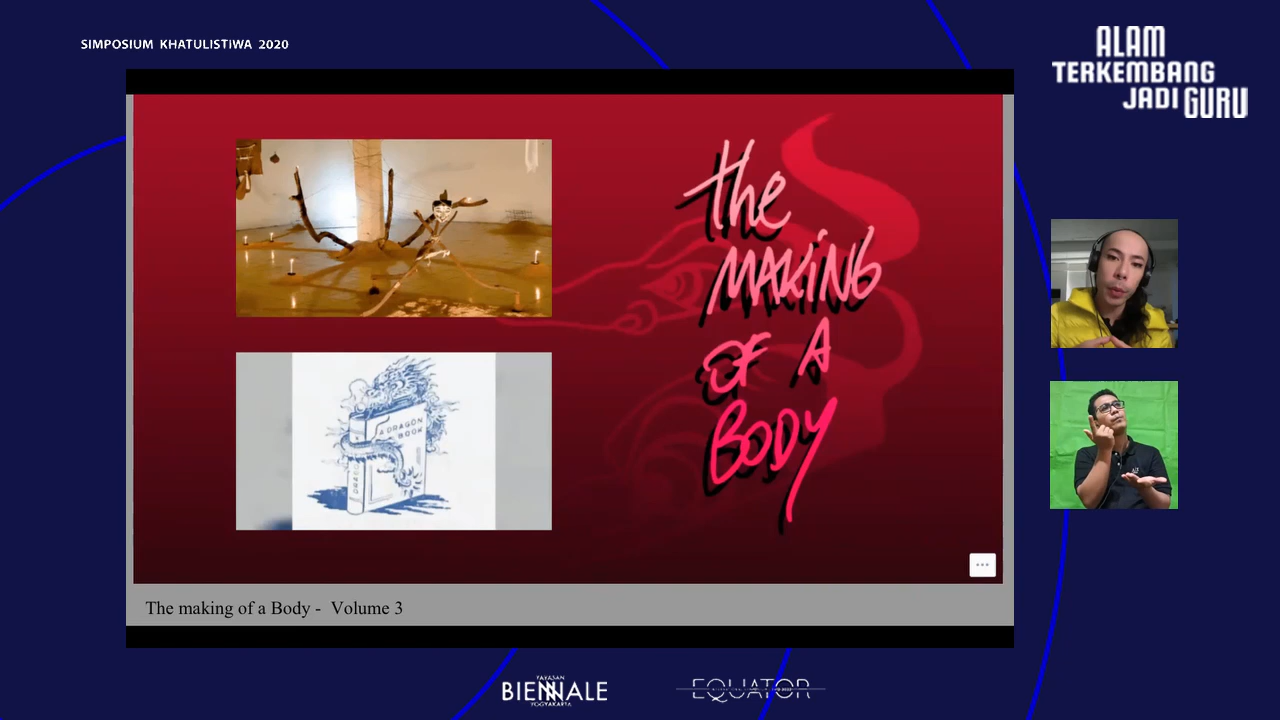 SIMPOSIUM KHATULISTIWA 2020
ALAM
TERKEMBANG
JADI GURU
the
MAKING
OF A
BODY
A DRAGON
BOOK
The making of a Body - Volume 3
YAYASAN
BIENNALE
YOGYAKARTA
EQUATOR